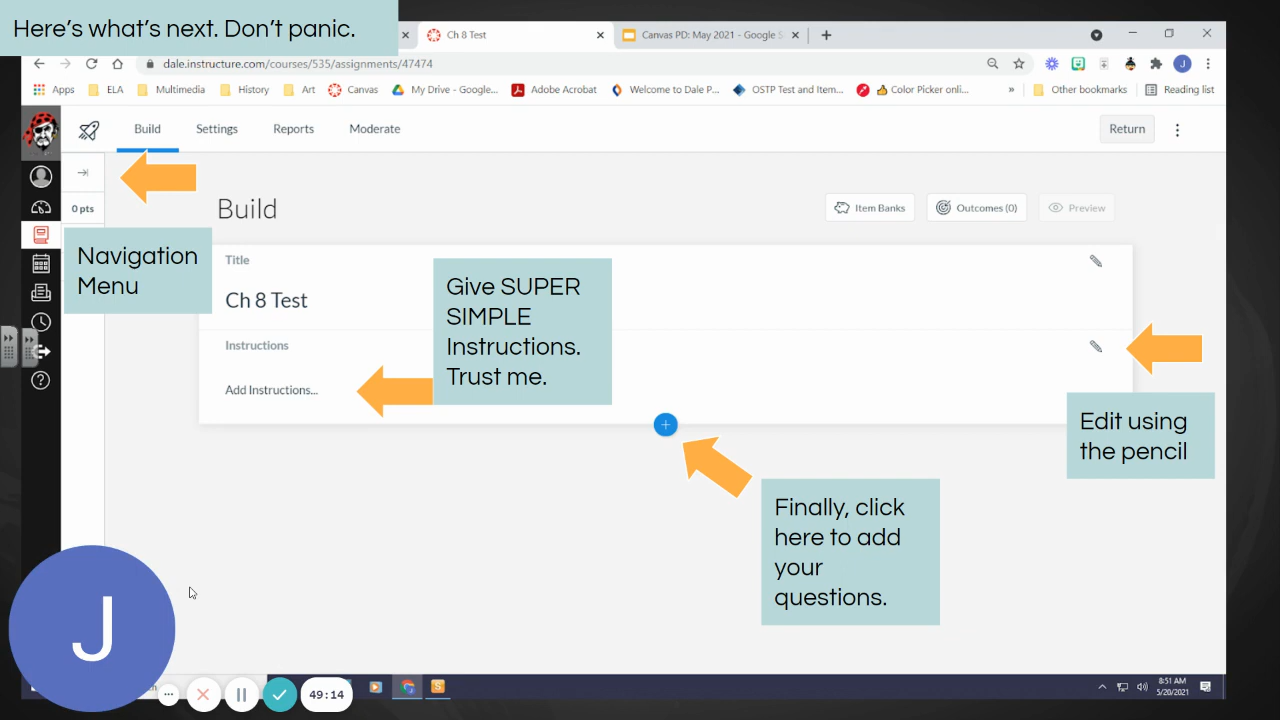 Here's what's next. Don't panic.
Ch 8 Test
Canvas PD: May 2021 - Google S
dale.instructure.com/courses/535/assignments/47474
J
Apps
ELA
Multimedia
History
Art
Canvas
My Drive - Google...
Adobe Acrobat
Welcome to Dale P...
OSTP Test and Item...
Color Picker onli...
»
Other bookmarks
Reading list
Build
Settings
Reports
Moderate
Return
0 pts
Build
Item Banks
Outcomes (0)
Preview
Navigation
Menu
Title
Ch 8 Test
Give SUPER
SIMPLE
Instructions.
Trust me.
Instructions
Add Instructions...
Edit using
the pencil
Finally, click
here to add
your
questions.
J
49:14
S
8:51 AM
5/20/2021